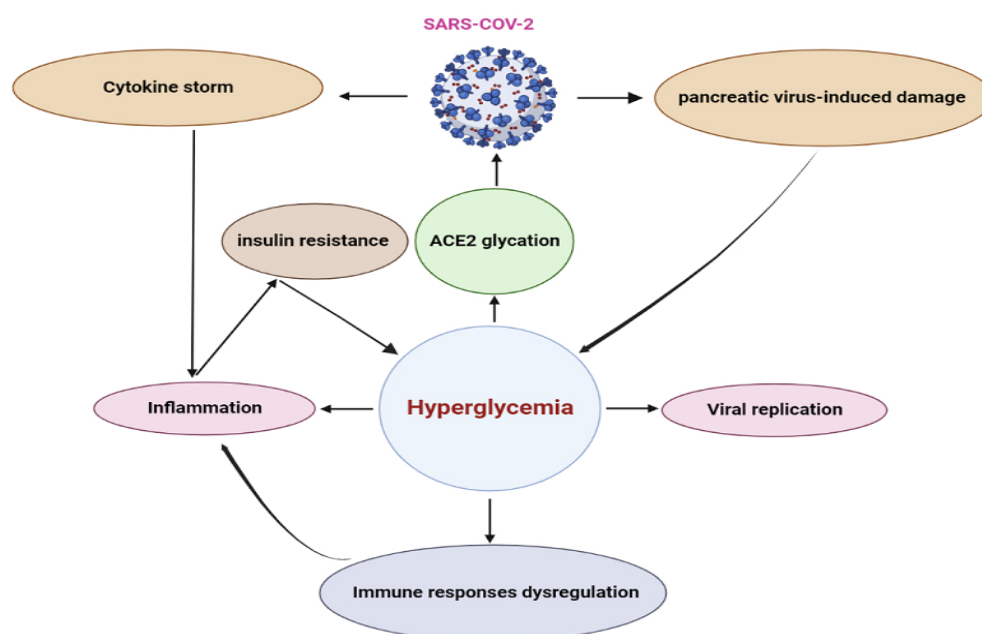 SARS-COV-2
Cytokine storm
pancreatic virus-induced damage
insulin resistance
ACE2 glycation
Inflammation
Hyperglycemia
Viral replication
Immune responses dysregulation